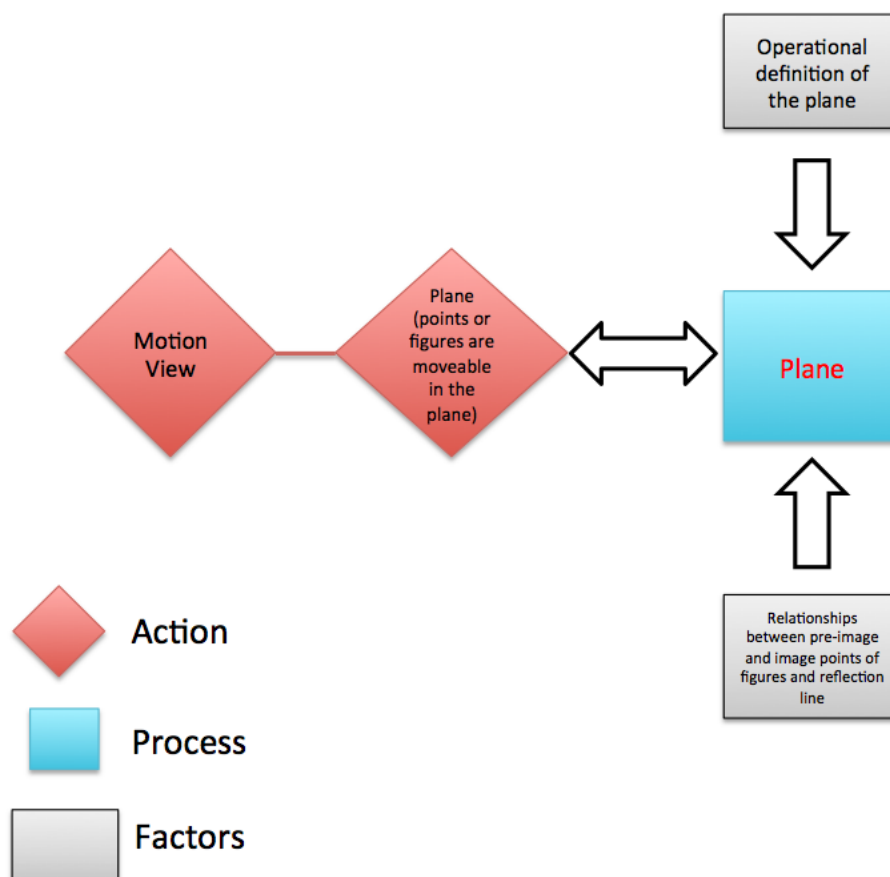 Operational
definition of
the plane
Motion
View
Plane
(points or
figures are
moveable
in the
plane)
Plane
Relationships
between pre-image
and image points of
figures and reflection
line
Action
Process
Factors